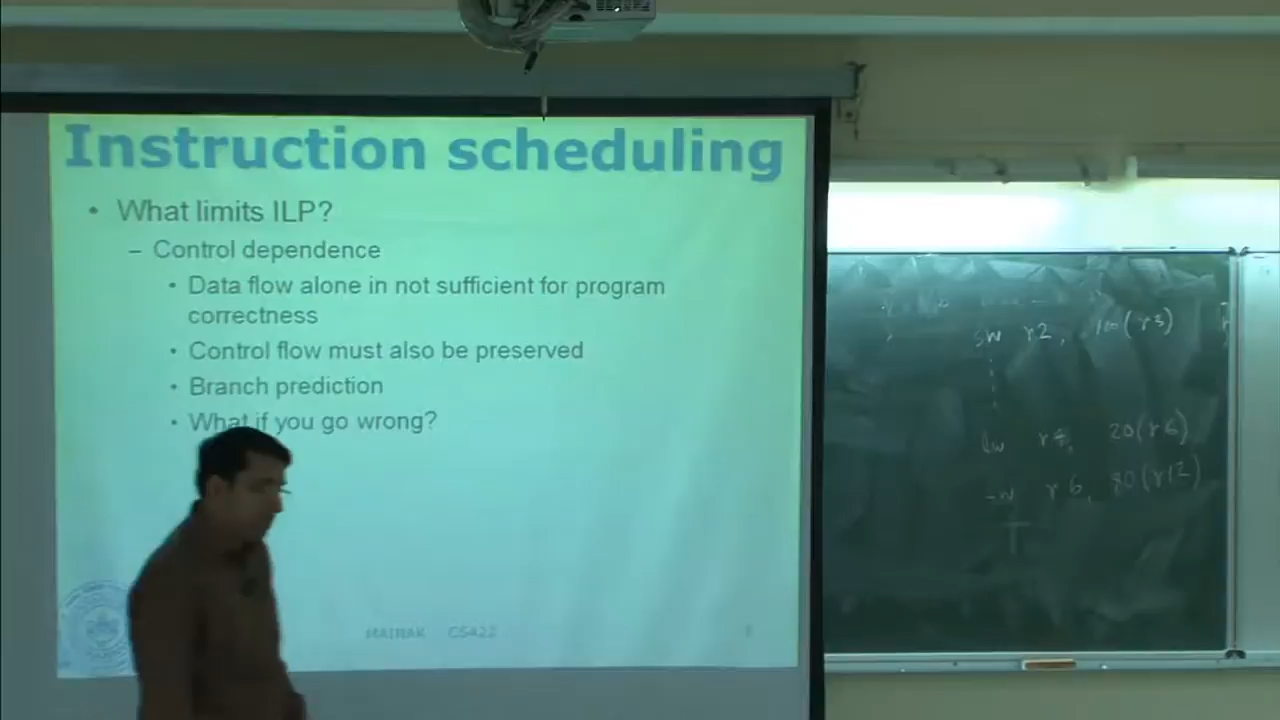 Instruction scheduling
• What limits ILP?
– Control dependence
• Data flow alone in not sufficient for program
correctness
• Control flow must also be preserved
• Branch prediction
• What if you go wrong?
MAINAK CS422
sw r2, 100(r3)
lw r7, 20(r6)
r6, 80(r12)